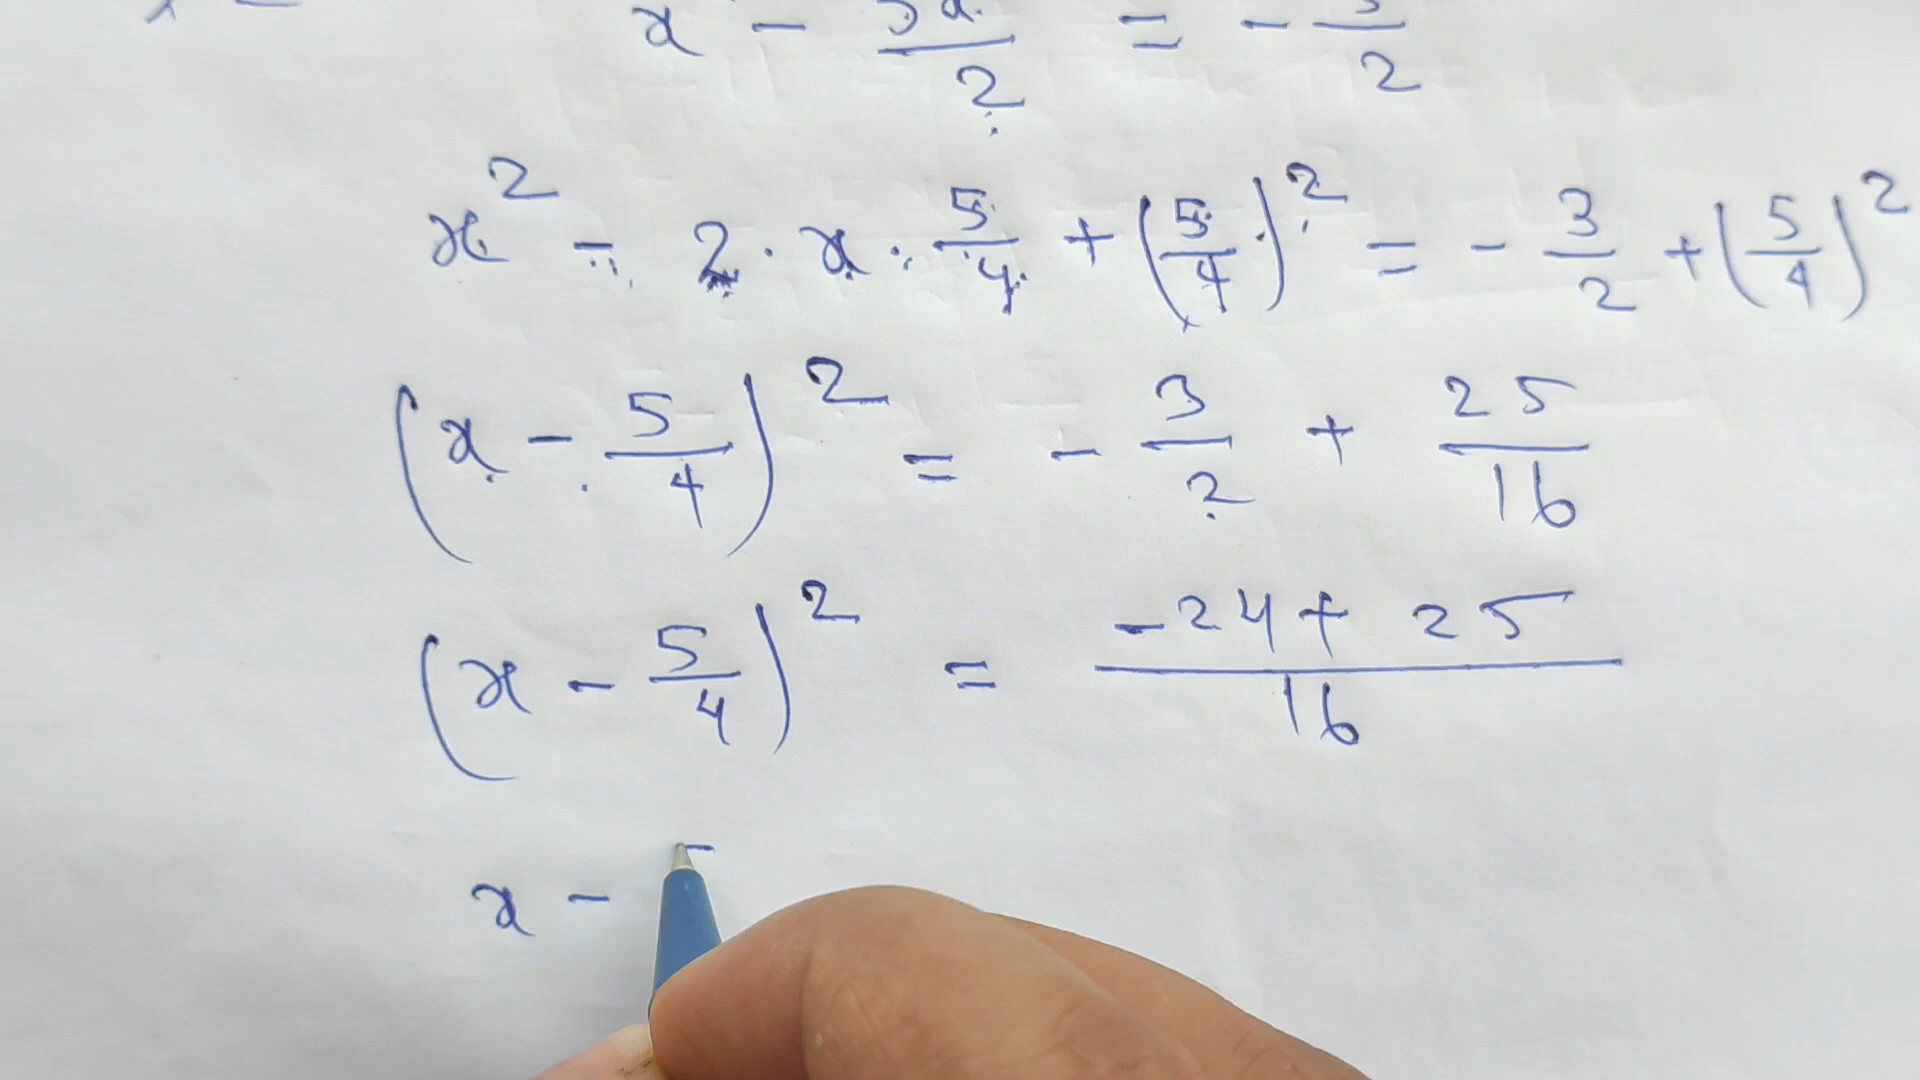 x - 5x/2 = - 3/2
x² - 2 · x · 5/4 + (5/4)² = - 3/2 + (5/4)²
(x - 5/4)² = - 3/2 + 25/16
(x - 5/4)² = (-24 + 25)/16
x -